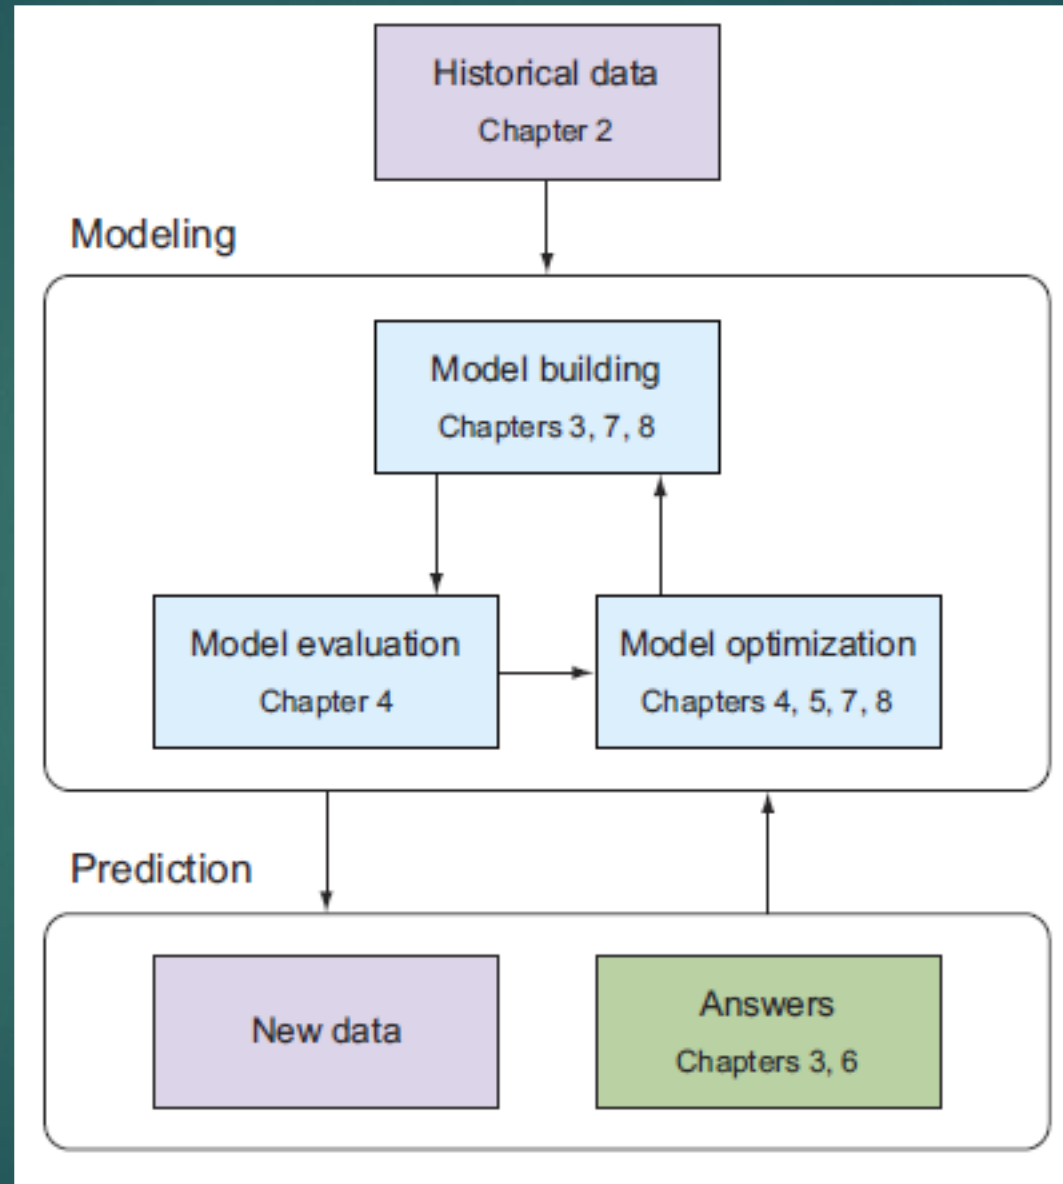 Historical data
Chapter 2
Modeling
Model building
Chapters 3, 7, 8
Model evaluation
Chapter 4
Model optimization
Chapters 4, 5, 7, 8
Prediction
New data
Answers
Chapters 3, 6